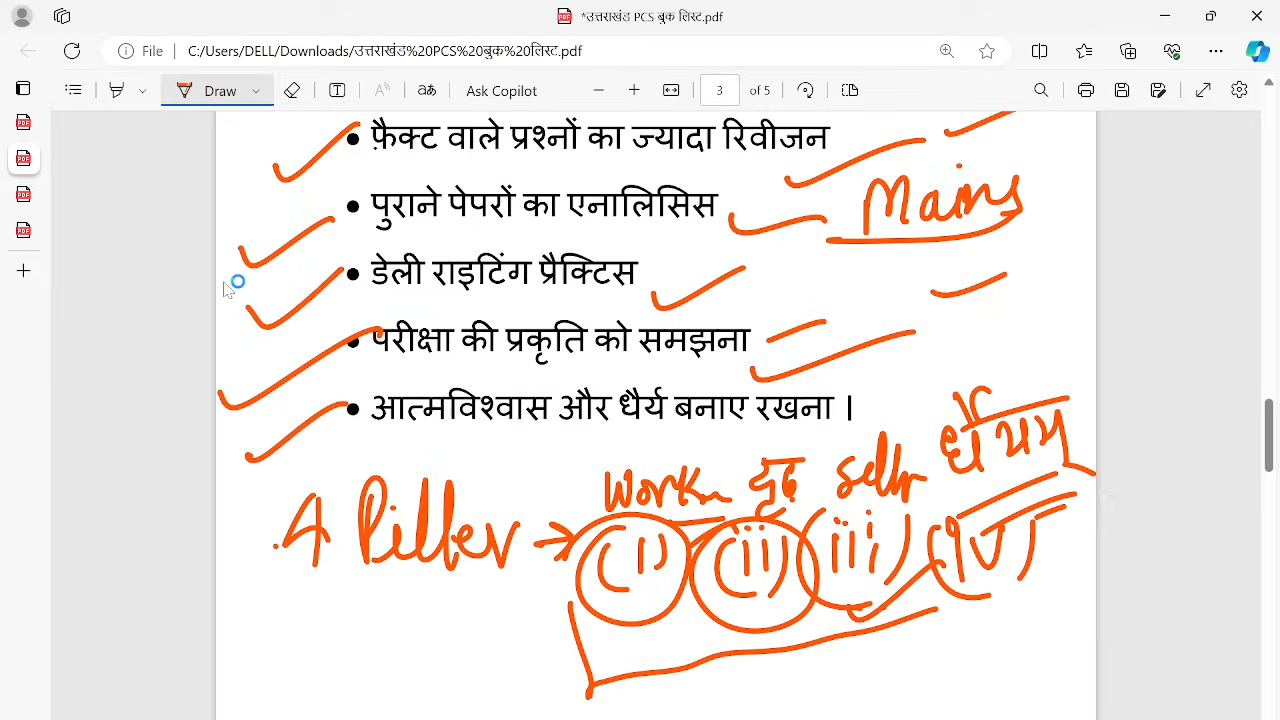 *उत्तराखंड PCS बुक लिस्ट.pdf
File C:/Users/DELL/Downloads/उत्तराखंड%20PCS%20बुक%20लिस्ट.pdf
Draw Ask Copilot 3 of 5
• फ़ैक्ट वाले प्रश्नों का ज्यादा रिवीजन
• पुराने पेपरों का एनालिसिस Mains
• डेली राइटिंग प्रैक्टिस
• परीक्षा की प्रकृति को समझना
• आत्मविश्वास और धैर्य बनाए रखना ।
work दृढ़ self
4 Piller → (i) (ii) (iii) (iv)